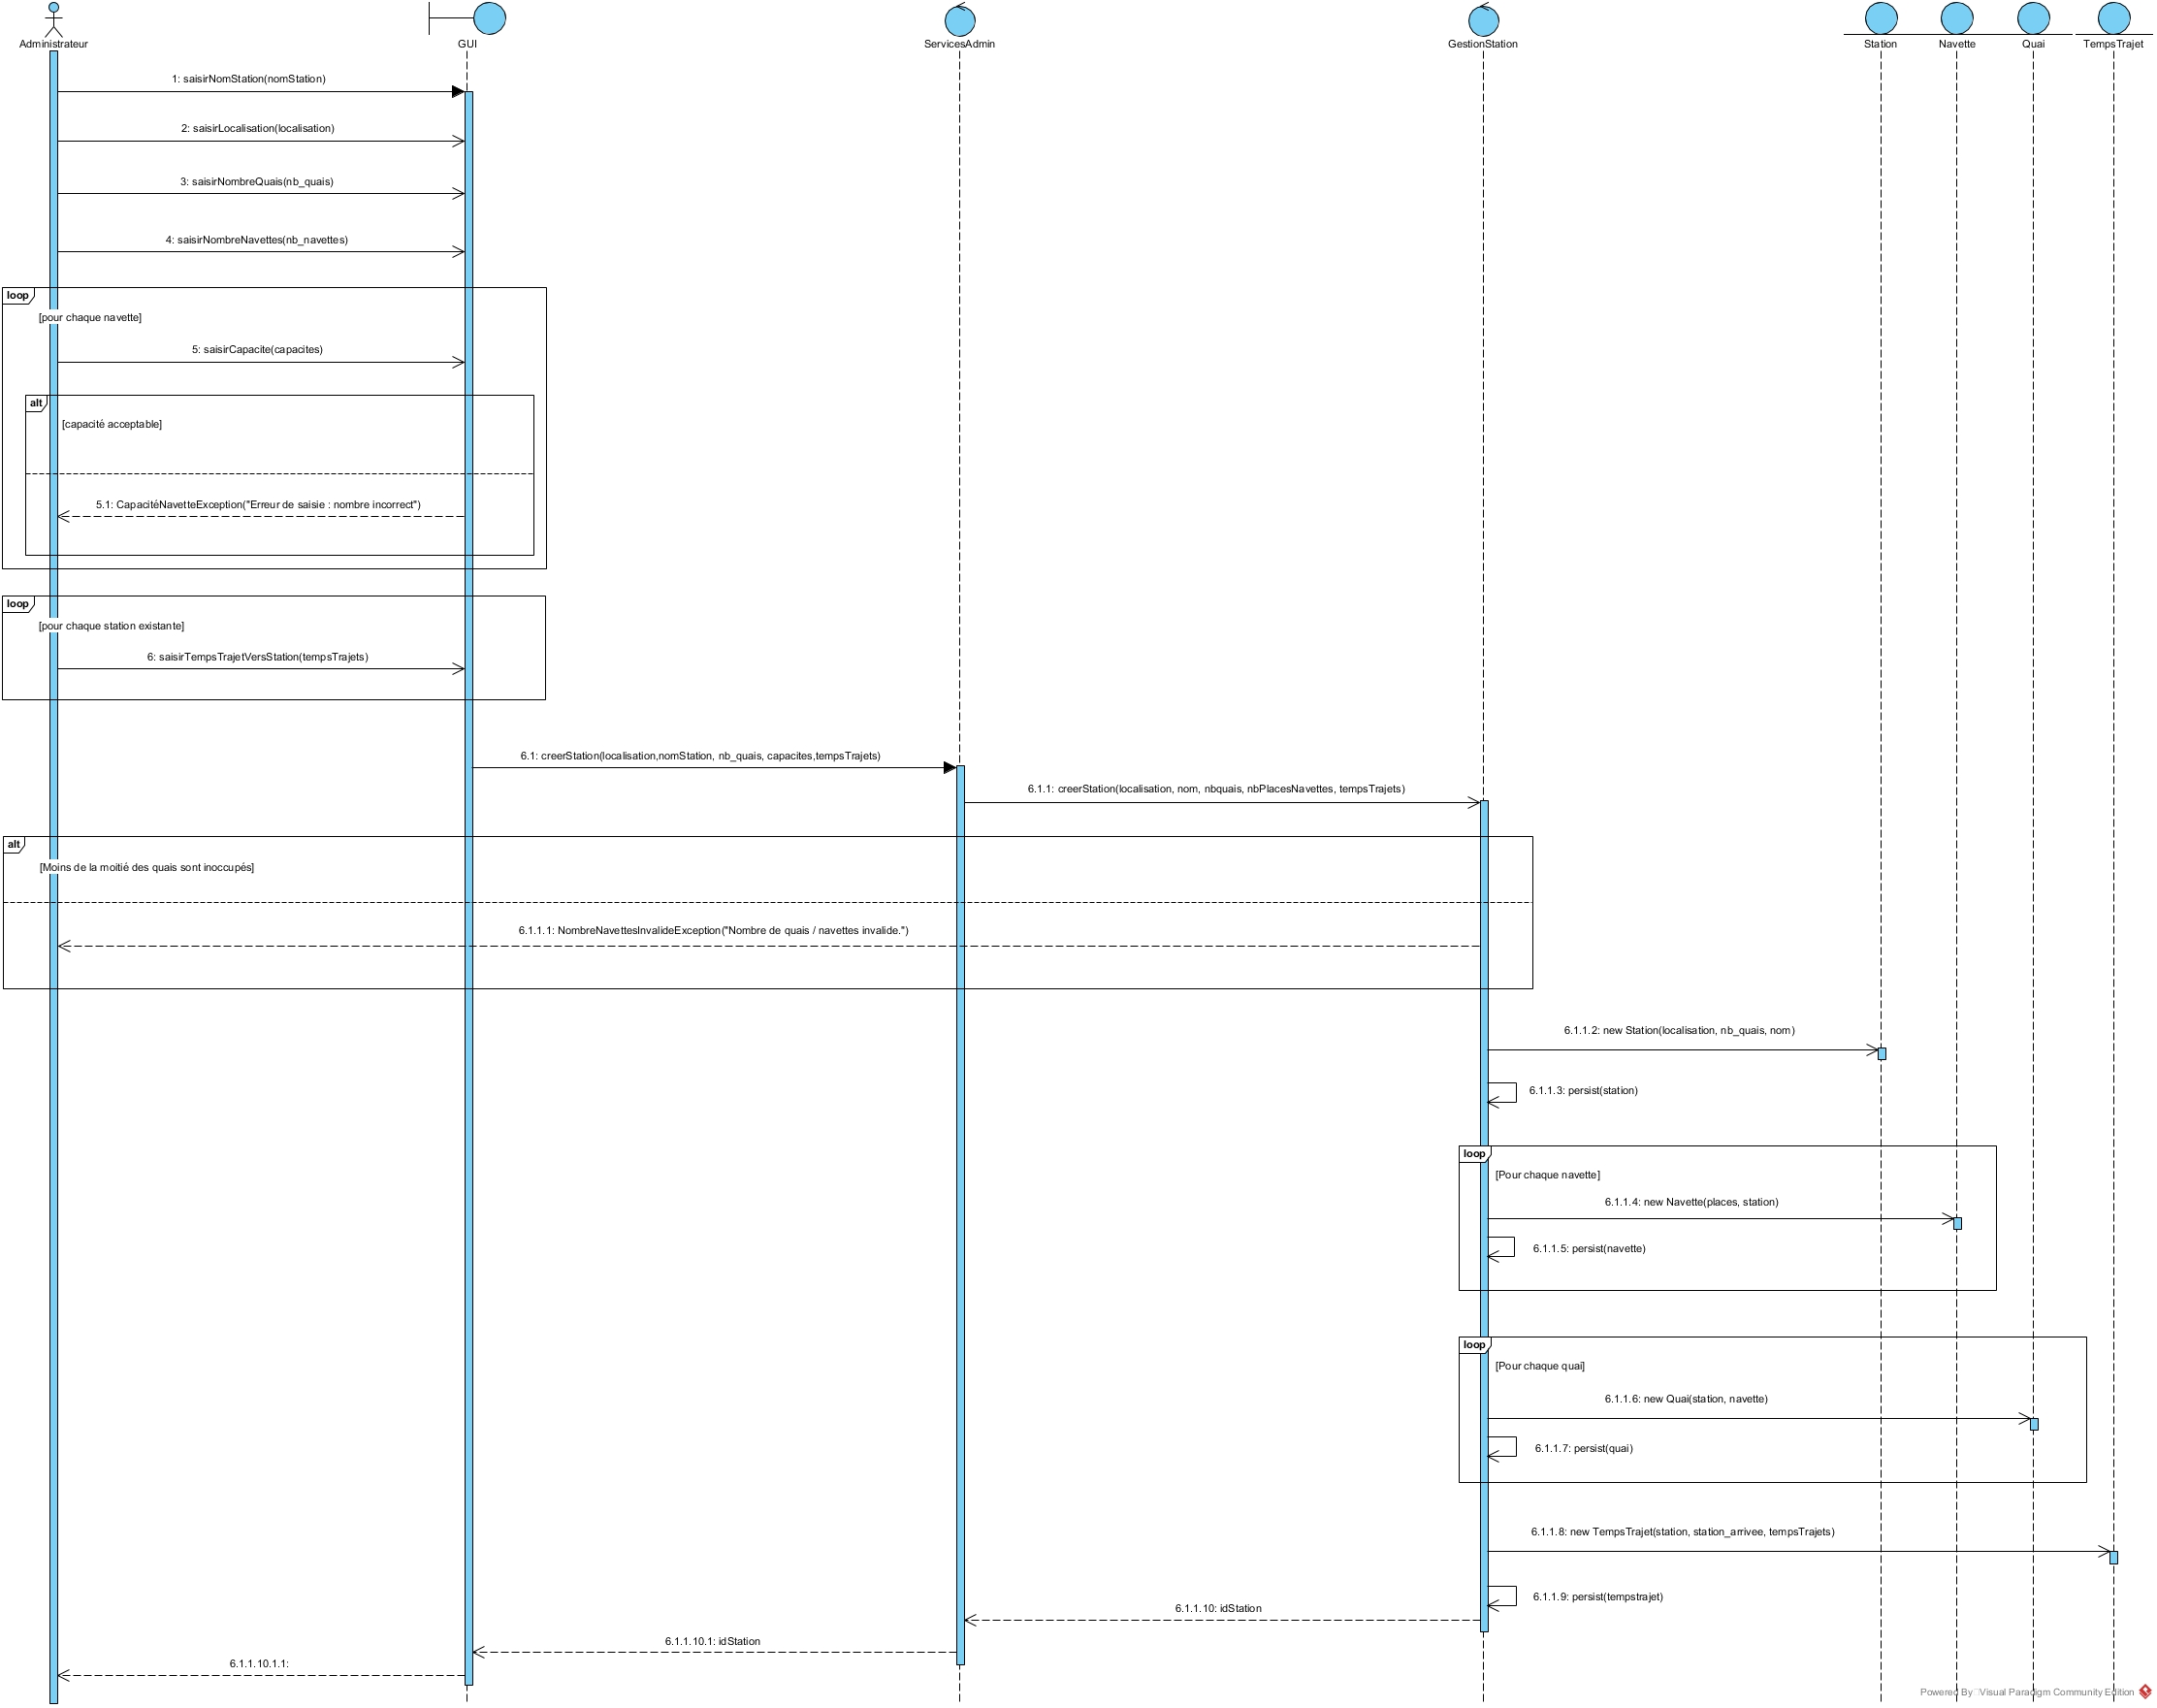 Administrateur
GUI
ServicesAdmin
GestionStation
Station
Navette
Quai
TempsTrajet
1: saisirNomStation(nomStation)
2: saisirLocalisation(localisation)
3: saisirNombreQuais(nb_quais)
4: saisirNombreNavettes(nb_navettes)
loop
[pour chaque navette]
5: saisirCapacite(capacites)
alt
[capacité acceptable]
5.1: CapacitéNavetteException("Erreur de saisie : nombre incorrect")
loop
[pour chaque station existante]
6: saisirTempsTrajetVersStation(tempsTrajets)
6.1: creerStation(localisation,nomStation, nb_quais, capacites,tempsTrajets)
6.1.1: creerStation(localisation, nom, nbquais, nbPlacesNavettes, tempsTrajets)
alt
[Moins de la moitié des quais sont inoccupés]
6.1.1.1: NombreNavettesInvalideException("Nombre de quais / navettes invalide.")
6.1.1.2: new Station(localisation, nb_quais, nom)
6.1.1.3: persist(station)
loop
[Pour chaque navette]
6.1.1.4: new Navette(places, station)
6.1.1.5: persist(navette)
loop
[Pour chaque quai]
6.1.1.6: new Quai(station, navette)
6.1.1.7: persist(quai)
6.1.1.8: new TempsTrajet(station, station_arrivee, tempsTrajets)
6.1.1.9: persist(tempstrajet)
6.1.1.10: idStation
6.1.1.10.1: idStation
6.1.1.10.1.1:
Powered By Visual Paradigm Community Edition